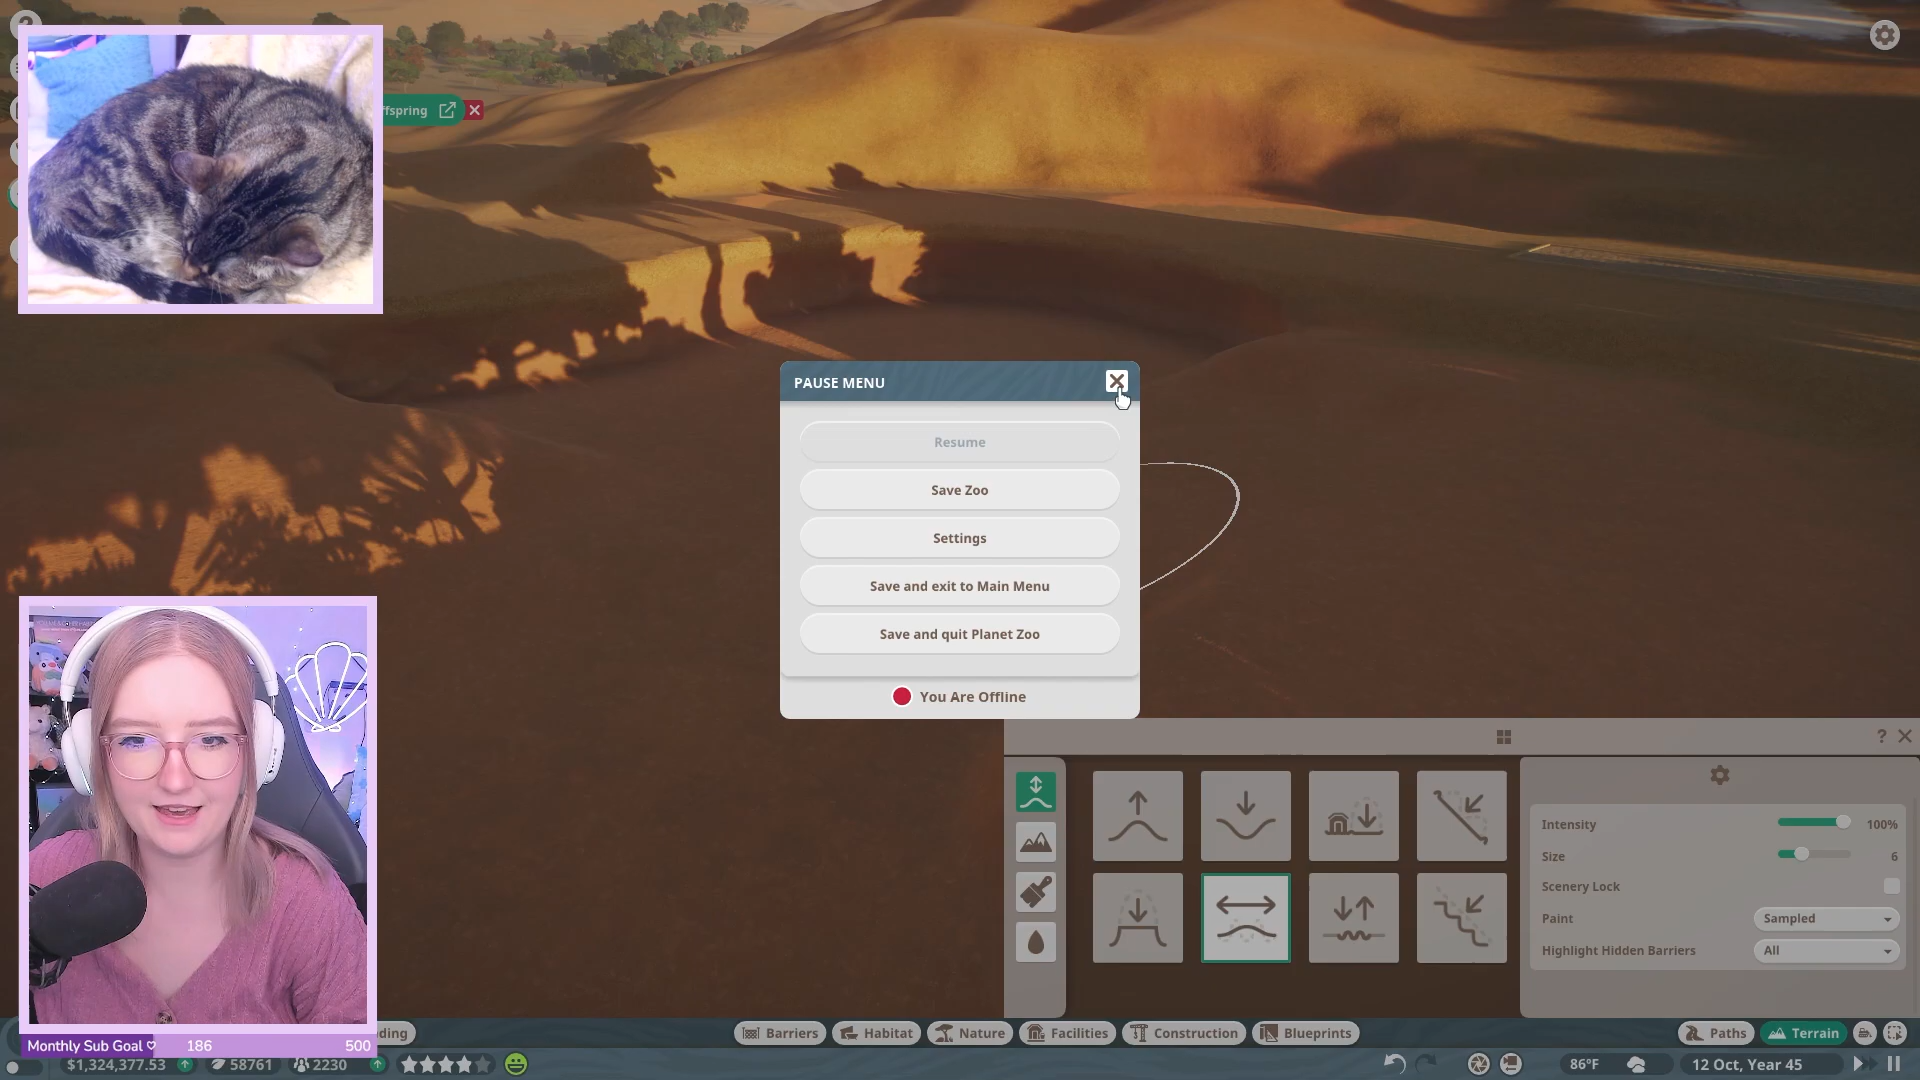 ffspring
PAUSE MENU
Resume
Save Zoo
Settings
Save and exit to Main Menu
Save and quit Planet Zoo
You Are Offline
?
Intensity 100%
Size 6
Scenery Lock
Paint Sampled
Highlight Hidden Barriers All
ding
Barriers
Habitat
Nature
Facilities
Construction
Blueprints
Paths
Terrain
Monthly Sub Goal ♡ 186 500
$1,324,377.53
58761
2230
86°F
12 Oct, Year 45